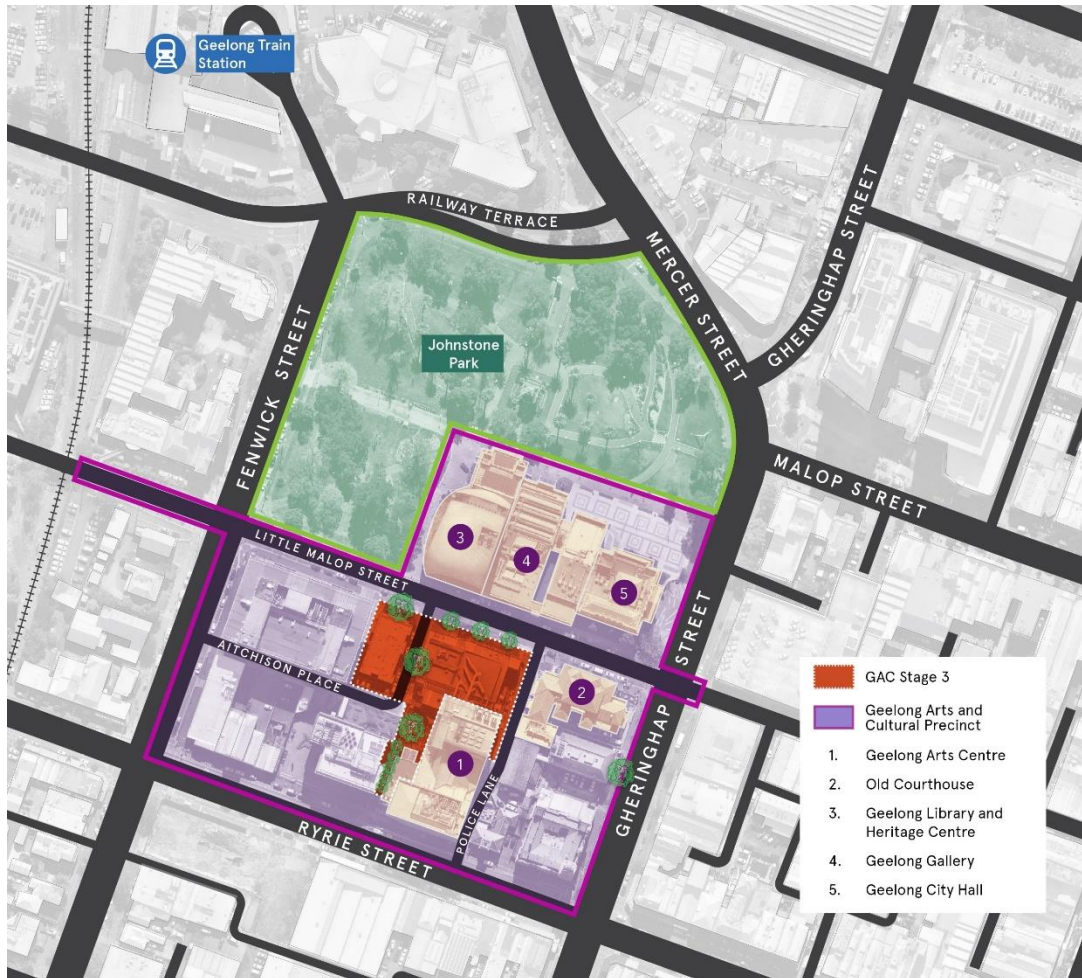 Geelong Train
Station
RAILWAY TERRACE
MERCER STREET
GHERINGHAP STREET
FENWICK STREET
Johnstone
Park
MALOP STREET
LITTLE MALOP STREET
3
4
5
AITCHISON PLACE
2
1
POLICE LANE
GHERINGHAP STREET
RYRIE STREET
GAC Stage 3
Geelong Arts and
Cultural Precinct
1. Geelong Arts Centre
2. Old Courthouse
3. Geelong Library and
Heritage Centre
4. Geelong Gallery
5. Geelong City Hall